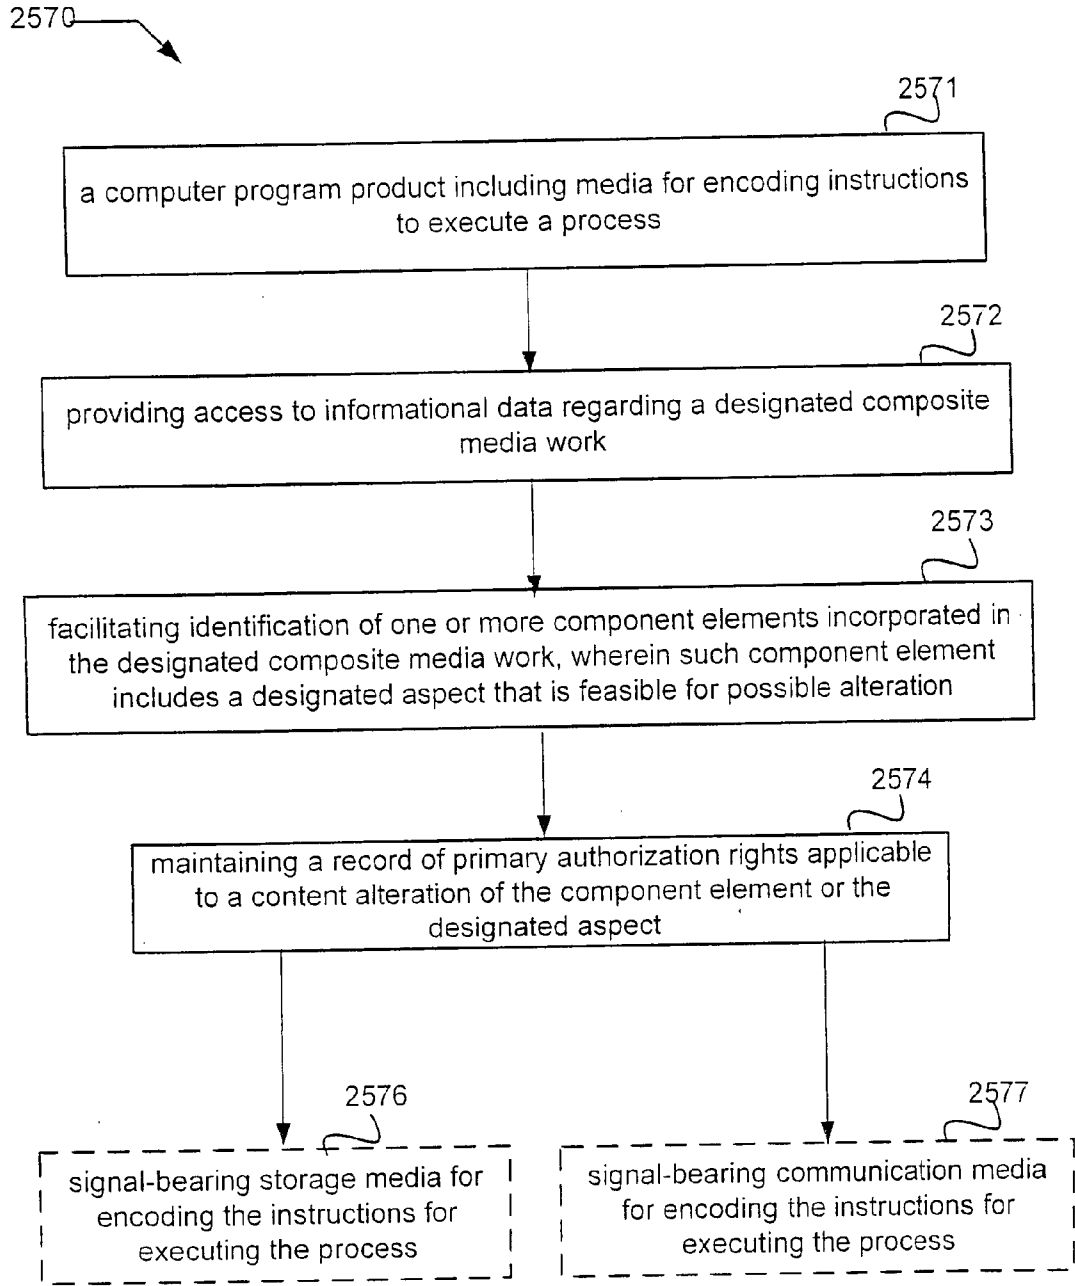 2570
2571
a computer program product including media for encoding instructions
to execute a process
2572
providing access to informational data regarding a designated composite
media work
2573
facilitating identification of one or more component elements incorporated in
the designated composite media work, wherein such component element
includes a designated aspect that is feasible for possible alteration
2574
maintaining a record of primary authorization rights applicable
to a content alteration of the component element or the
designated aspect
2576
signal-bearing storage media for
encoding the instructions for
executing the process
2577
signal-bearing communication media
for encoding the instructions for
executing the process